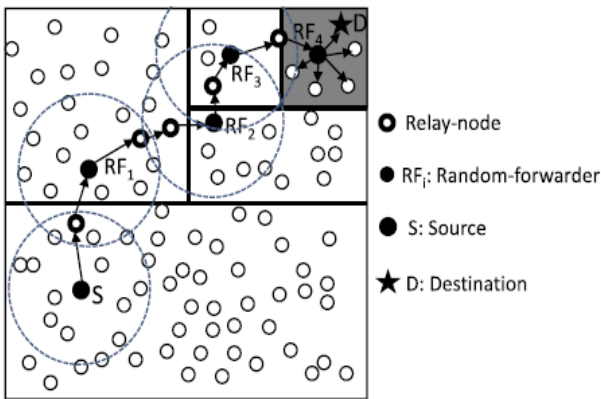 D
RF4
RF3
RF2
RF1
S
Relay-node
RFi: Random-forwarder
S: Source
D: Destination